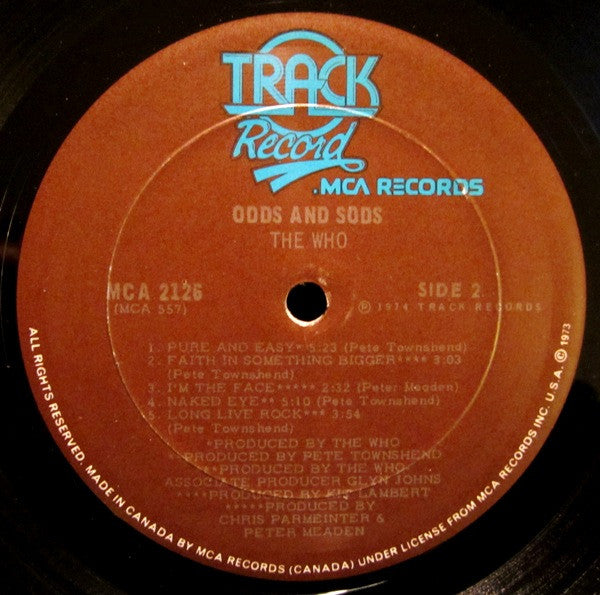 TRACK
Record
.MCA RECORDS
ODDS AND SODS
THE WHO
MCA 2126
(MCA 557)
SIDE 2
℗ 1974 TRACK RECORDS
1. PURE AND EASY* 5:23 (Pete Townshend)
2. FAITH IN SOMETHING BIGGER**** 3:03
(Pete Townshend)
3. I'M THE FACE***** 2:32 (Peter Meaden)
4. NAKED EYE** 5:10 (Pete Townshend)
5. LONG LIVE ROCK*** 3:54
(Pete Townshend)
*PRODUCED BY THE WHO
**PRODUCED BY PETE TOWNSHEND
***PRODUCED BY THE WHO
ASSOCIATE PRODUCER GLYN JOHNS
****PRODUCED BY KIT LAMBERT
*****PRODUCED BY
CHRIS PARMEINTER &
PETER MEADEN
ALL RIGHTS RESERVED. MADE IN CANADA BY MCA RECORDS (CANADA) UNDER LICENSE FROM MCA RECORDS INC. U.S.A. © 1973